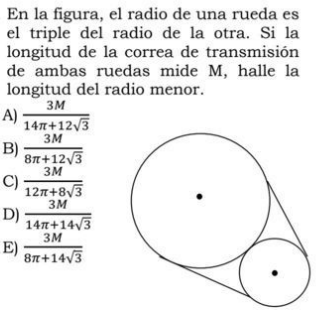 En la figura, el radio de una rueda es
el triple del radio de la otra. Si la
longitud de la correa de transmisión
de ambas ruedas mide M, halle la
longitud del radio menor.
A) 3M / 14π+12√3
B) 3M / 8π+12√3
C) 3M / 12π+8√3
D) 3M / 14π+14√3
E) 3M / 8π+14√3